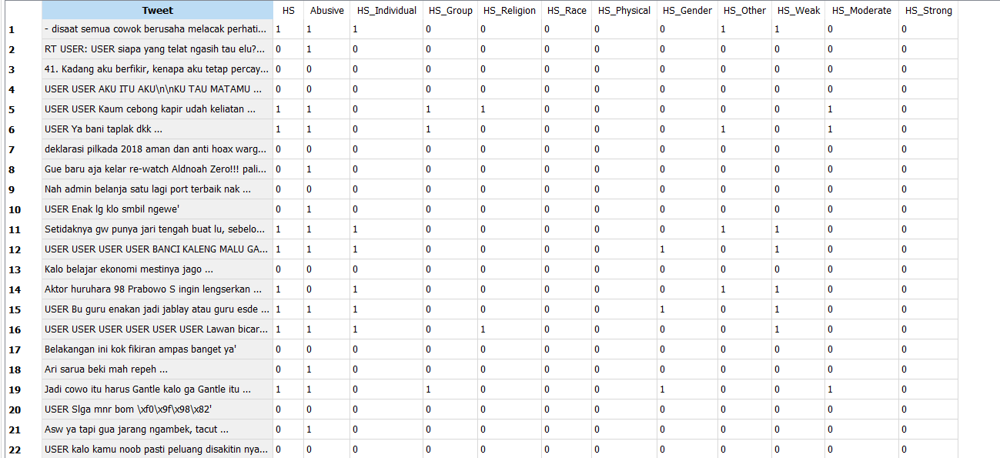 Tweet HS Abusive HS_Individual HS_Group HS_Religion HS_Race HS_Physical HS_Gender HS_Other HS_Weak HS_Moderate HS_Strong
1 - disaat semua cowok berusaha melacak perhati... 1 1 1 0 0 0 0 0 1 1 0 0
2 RT USER: USER siapa yang telat ngasih tau elu?... 0 1 0 0 0 0 0 0 0 0 0 0
3 41. Kadang aku berfikir, kenapa aku tetap percay... 0 0 0 0 0 0 0 0 0 0 0 0
4 USER USER AKU ITU AKU\n\nKU TAU MATAMU ... 0 0 0 0 0 0 0 0 0 0 0 0
5 USER USER Kaum cebong kapir udah keliatan ... 1 1 0 1 1 0 0 0 0 0 1 0
6 USER Ya bani taplak dkk ... 1 1 0 1 0 0 0 0 1 0 1 0
7 deklarasi pilkada 2018 aman dan anti hoax warg... 0 0 0 0 0 0 0 0 0 0 0 0
8 Gue baru aja kelar re-watch Aldnoah Zero!!! pali... 0 1 0 0 0 0 0 0 0 0 0 0
9 Nah admin belanja satu lagi port terbaik nak ... 0 0 0 0 0 0 0 0 0 0 0 0
10 USER Enak lg klo smbil ngewe' 0 1 0 0 0 0 0 0 0 0 0 0
11 Setidaknya gw punya jari tengah buat lu, sebelo... 1 1 1 0 0 0 0 0 1 1 0 0
12 USER USER USER USER BANCI KALENG MALU GA... 1 1 1 0 0 0 0 1 0 1 0 0
13 Kalo belajar ekonomi mestinya jago ... 0 0 0 0 0 0 0 0 0 0 0 0
14 Aktor huruhara 98 Prabowo S ingin lengserkan ... 1 0 1 0 0 0 0 0 1 1 0 0
15 USER Bu guru enakan jadi jablay atau guru esde ... 1 1 1 0 0 0 0 1 0 1 0 0
16 USER USER USER USER USER USER Lawan bicar... 1 1 1 0 1 0 0 0 0 1 0 0
17 Belakangan ini kok fikiran ampas banget ya' 0 0 0 0 0 0 0 0 0 0 0 0
18 Ari sarua beki mah repeh ... 0 1 0 0 0 0 0 0 0 0 0 0
19 Jadi cowo itu harus Gantle kalo ga Gantle itu ... 1 1 0 1 0 0 0 1 0 0 1 0
20 USER Slga mnr bom \xf0\x9f\x98\x82' 0 0 0 0 0 0 0 0 0 0 0 0
21 Asw ya tapi gua jarang ngambek, tacut ... 0 1 0 0 0 0 0 0 0 0 0 0
22 USER kalo kamu noob pasti peluang disakitin nya... 0 0 0 0 0 0 0 0 0 0 0 0